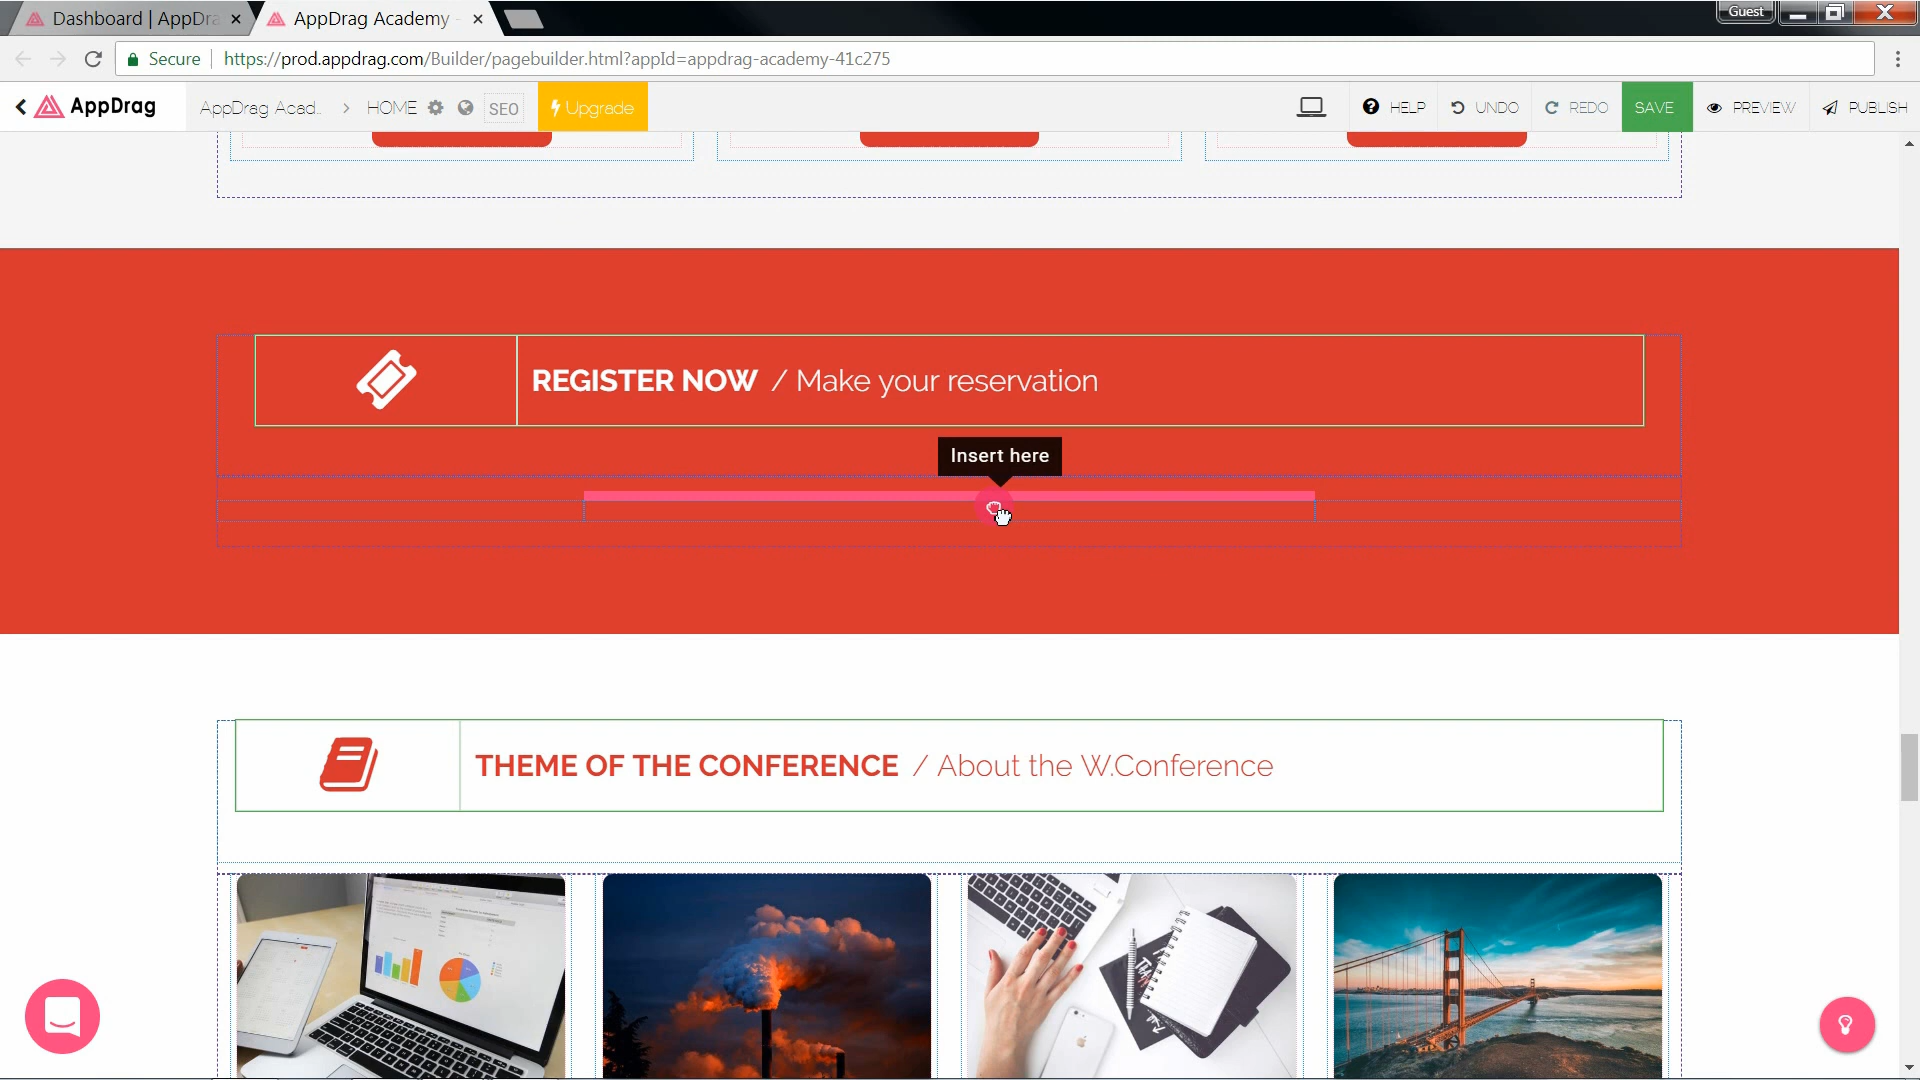 Dashboard | AppDra
AppDrag Academy
Guest
Secure
https://prod.appdrag.com/Builder/pagebuilder.html?appId=appdrag-academy-41c275
AppDrag
AppDrag Acad..
HOME
SEO
Upgrade
HELP
UNDO
REDO
SAVE
PREVIEW
PUBLISH
REGISTER NOW / Make your reservation
Insert here
THEME OF THE CONFERENCE / About the W.Conference